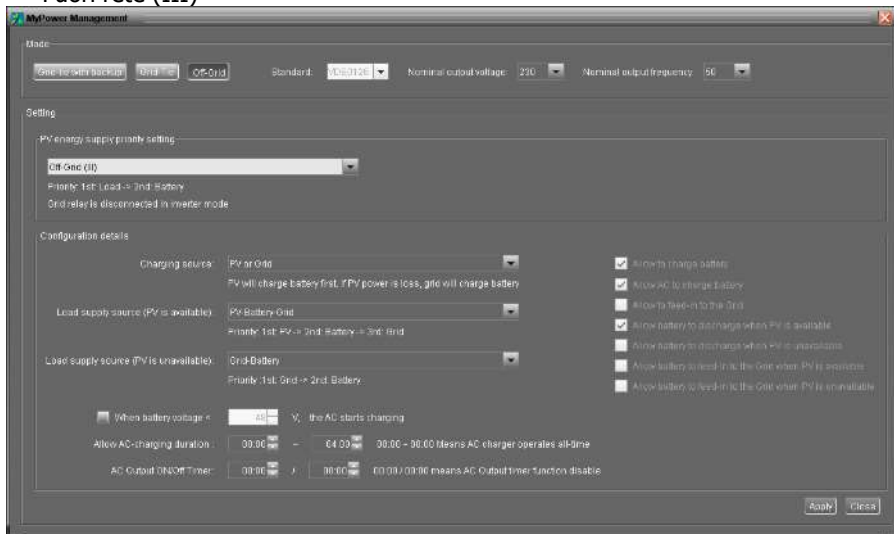 MyPower Management
Mode
Grid-Tie with backup Grid-Tie Off-Grid Standard: VDE0126 Nominal output voltage: 230 Nominal output frequency: 50
Setting
PV energy supply priority setting
Off-Grid (II)
Priority: 1st: Load -> 2nd: Battery
Grid relay is disconnected in inverter mode
Configuration details
Charging source: PV or Grid
PV will charge battery first, if PV power is loss, grid will charge battery
Load supply source (PV is available): PV-Battery-Grid
Priority: 1st: PV -> 2nd: Battery -> 3rd: Grid
Load supply source (PV is unavailable): Grid-Battery
Priority :1st: Grid -> 2nd: Battery
When battery voltage < 48 V, the AC starts charging
Allow AC-charging duration : 00:00 ~ 04:00 00:00 ~ 00:00 Means AC charger operates all-time
AC Output ON/Off Timer: 00:00 / 00:00 00:00 / 00:00 means AC Output timer function disable
Allow to charge battery
Allow AC to charge battery
Allow to feed-in to the Grid
Allow battery to discharge when PV is available
Allow battery to discharge when PV is unavailable
Allow battery to feed-in to the Grid when PV is available
Allow battery to feed-in to the Grid when PV is unavailable
Apply Close